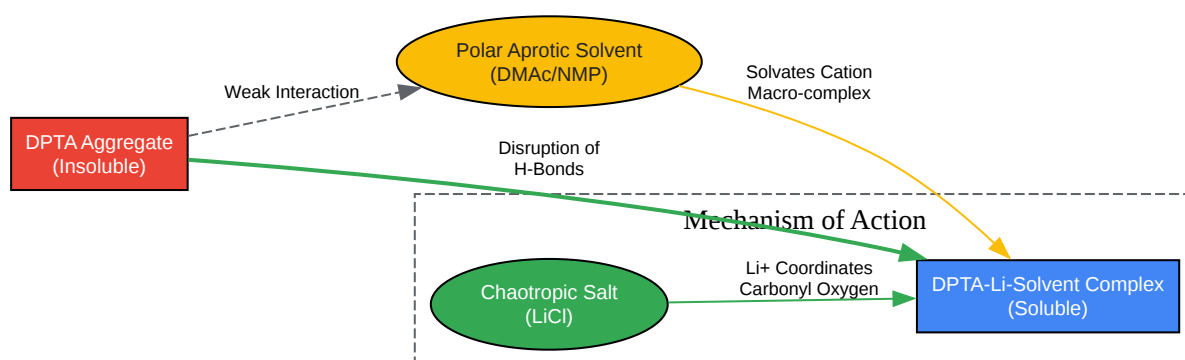 Polar Aprotic Solvent
(DMAc/NMP)
Solvates Cation
Macro-complex
Weak Interaction
DPTA Aggregate
(Insoluble)
Disruption of
H-Bonds
Mechanism of Action
Li+ Coordinates
Carbonyl Oxygen
Chaotropic Salt
(LiCl)
DPTA-Li-Solvent Complex
(Soluble)